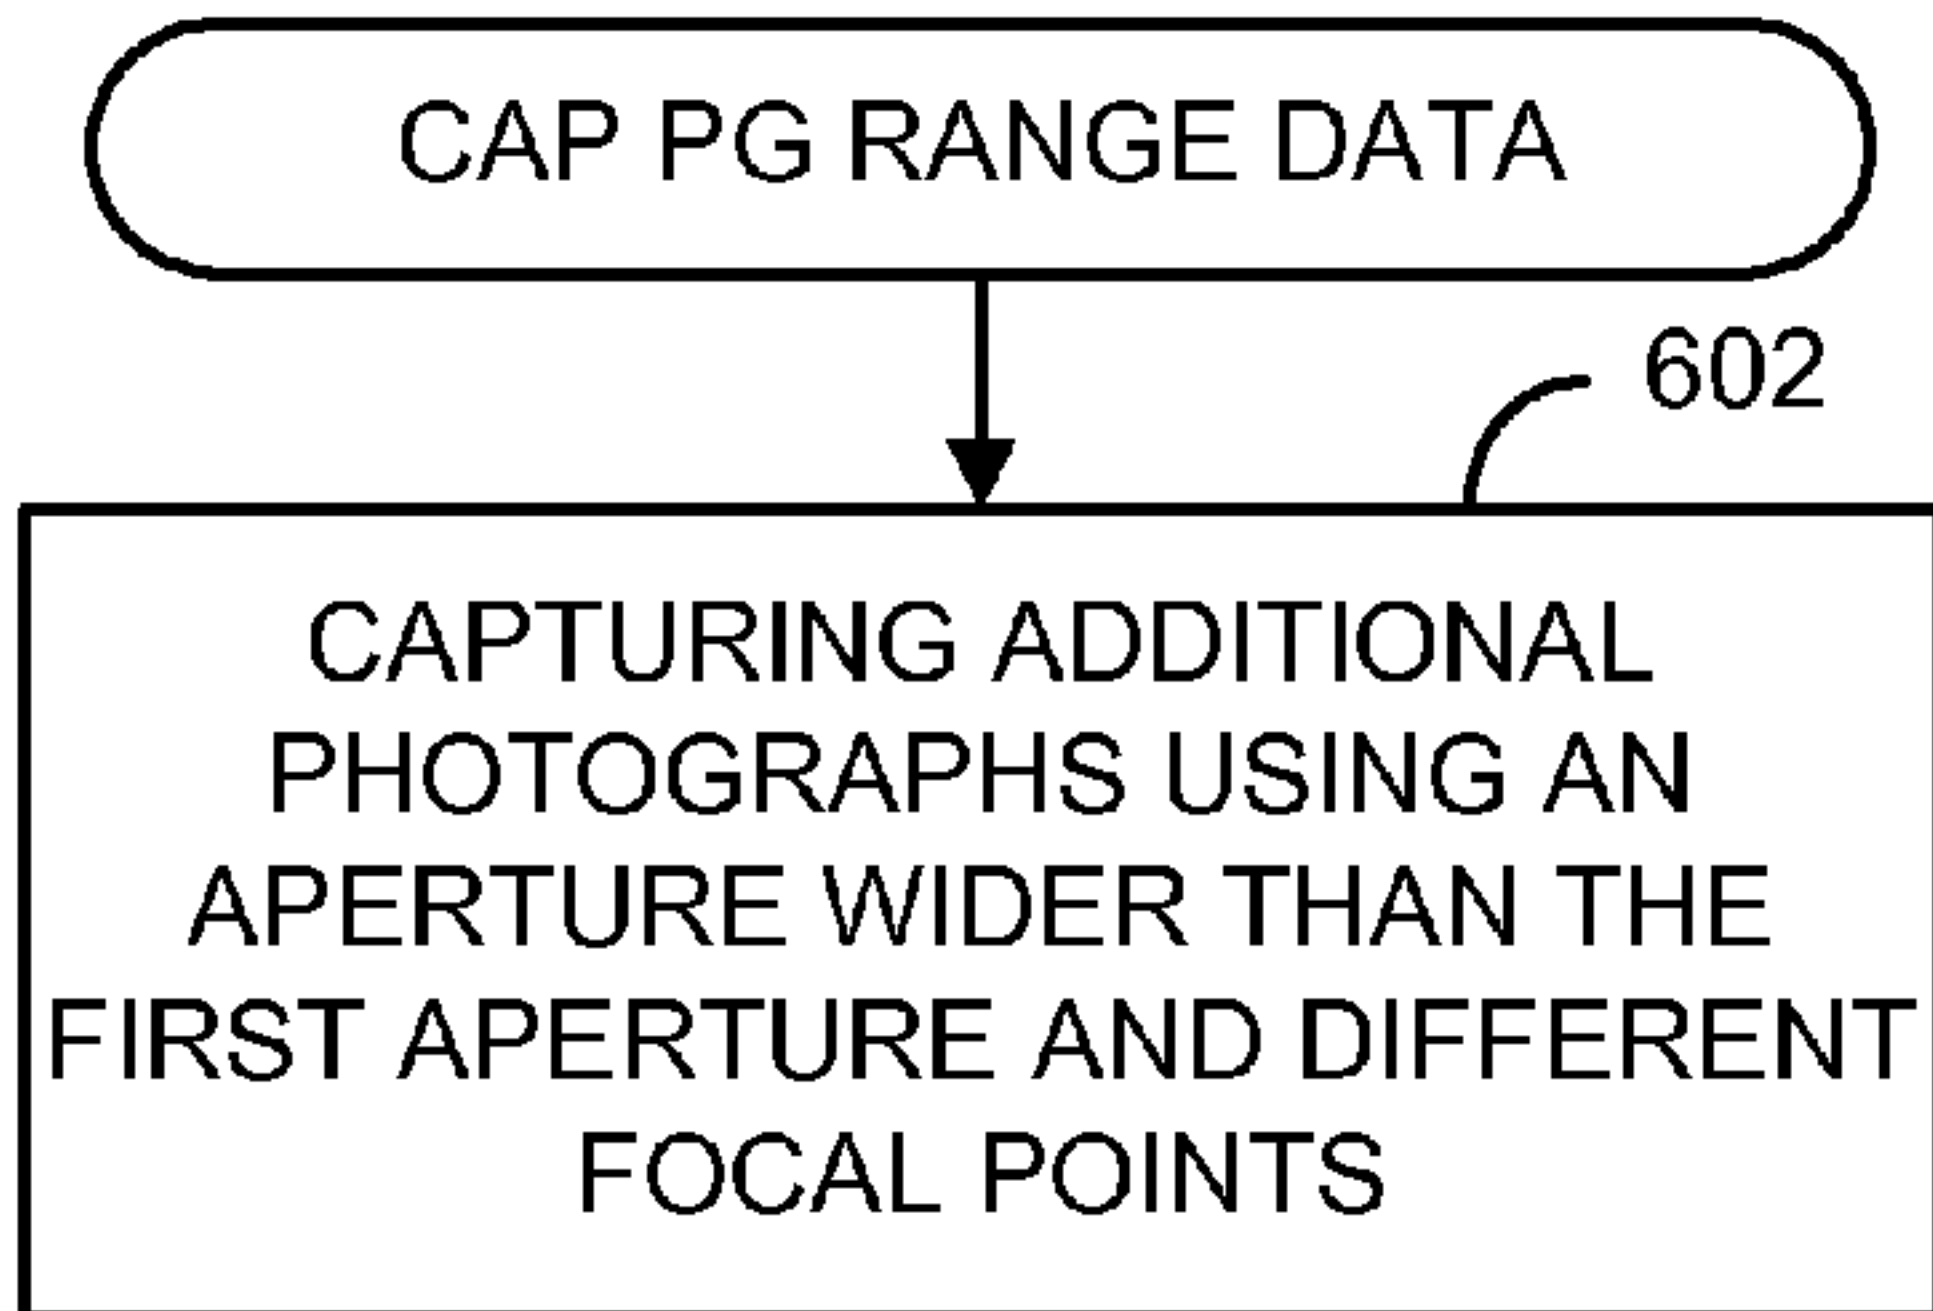 CAP PG RANGE DATA
602
CAPTURING ADDITIONAL
PHOTOGRAPHS USING AN
APERTURE WIDER THAN THE
FIRST APERTURE AND DIFFERENT
FOCAL POINTS